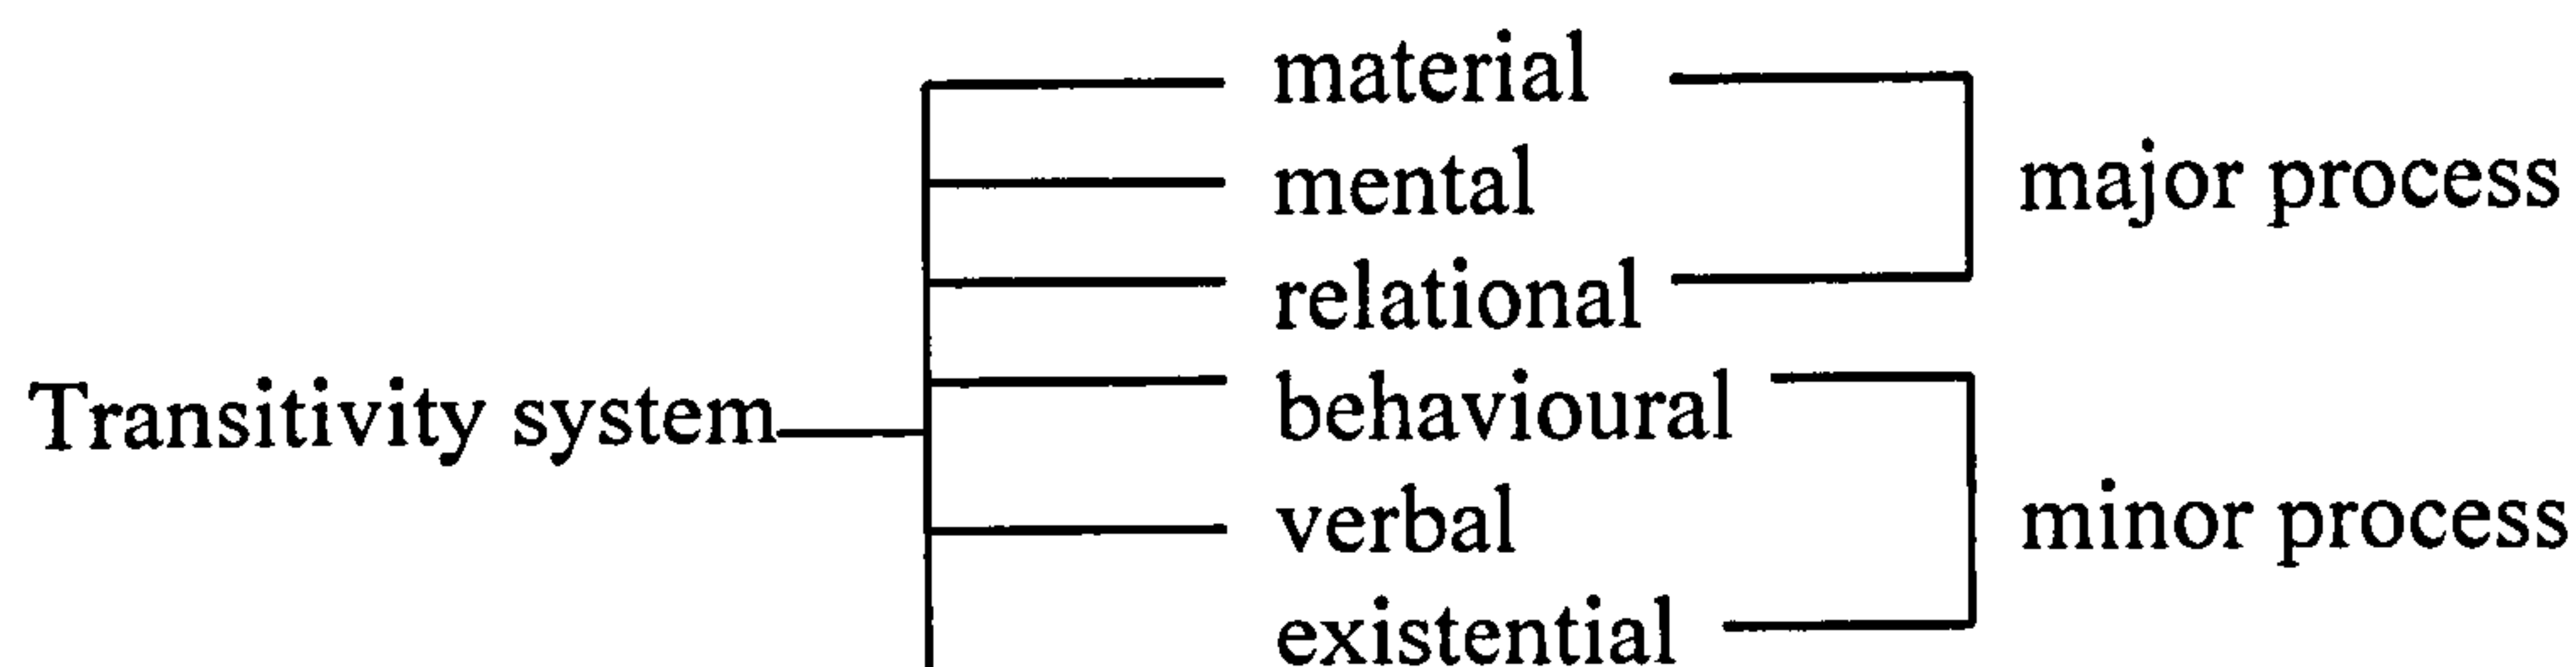 material
mental
major process
relational
Transitivity system
behavioural
verbal
minor process
existential